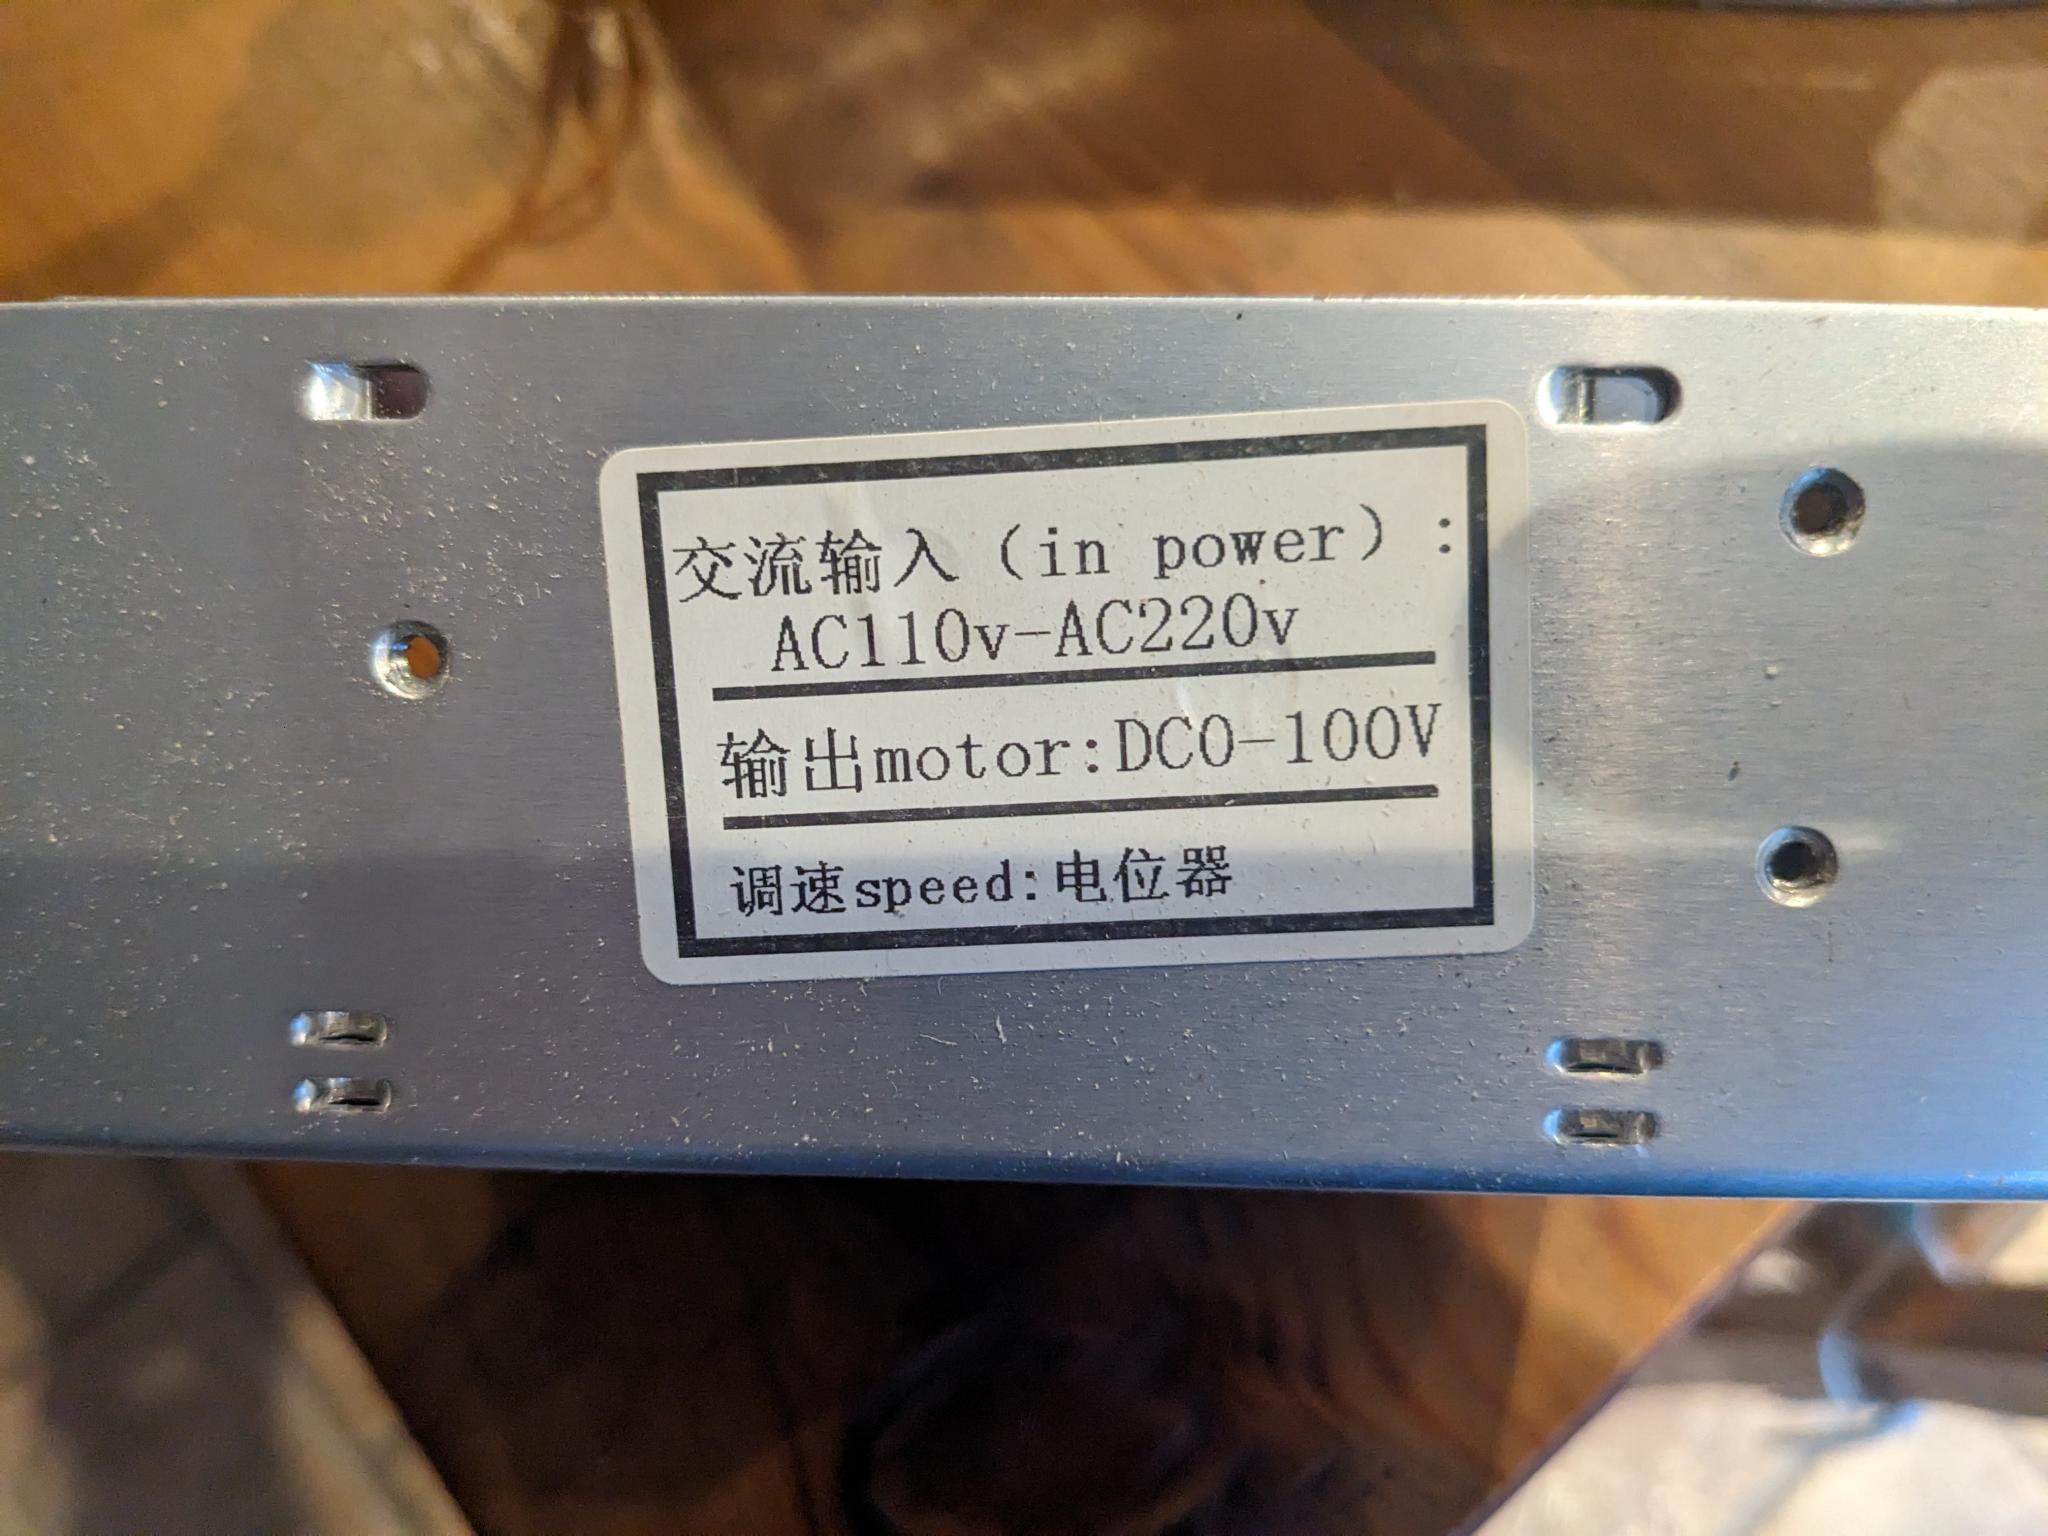 交流输入（in power）:
AC110v-AC220v
输出motor:DC0-100V
调速speed:电位器